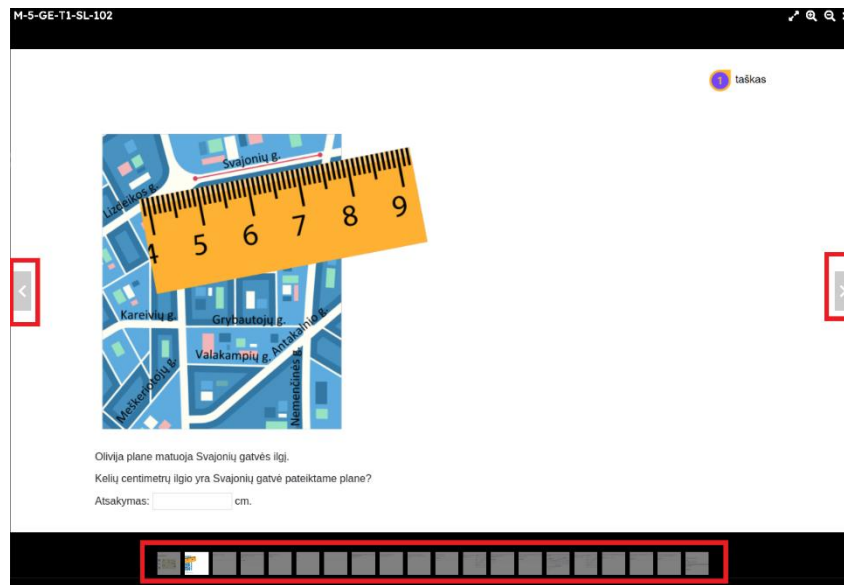 M-5-GE-T1-SL-102
1 taškas
Svajonių g.
Lizdeikos g.
4 5 6 7 8 9
Kareivių g.
Grybautojų g.
Antakalnio g.
Valakampių g.
Meškeriotojų g.
Nemenčinės g.
Olivija plane matuoja Svajonių gatvės ilgį.
Kelių centimetrų ilgio yra Svajonių gatvė pateiktame plane?
Atsakymas: cm.